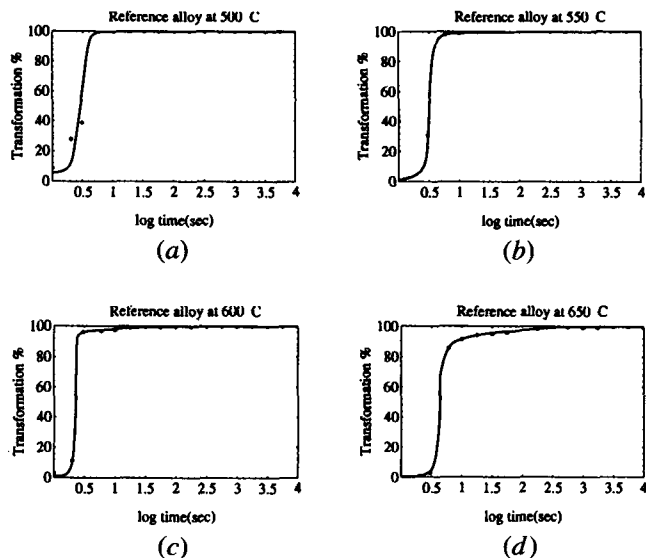 Reference alloy at 500 C
Transformation %
100
80
60
40
20
0
0.5 1 1.5 2 2.5 3 3.5 4
log time(sec)
(a)
Reference alloy at 550 C
Transformation %
100
80
60
40
20
0
0.5 1 1.5 2 2.5 3 3.5 4
log time(sec)
(b)
Reference alloy at 600 C
Transformation %
100
80
60
40
20
0
0.5 1 1.5 2 2.5 3 3.5 4
log time(sec)
(c)
Reference alloy at 650 C
Transformation %
100
80
60
40
20
0
0.5 1 1.5 2 2.5 3 3.5 4
log time(sec)
(d)